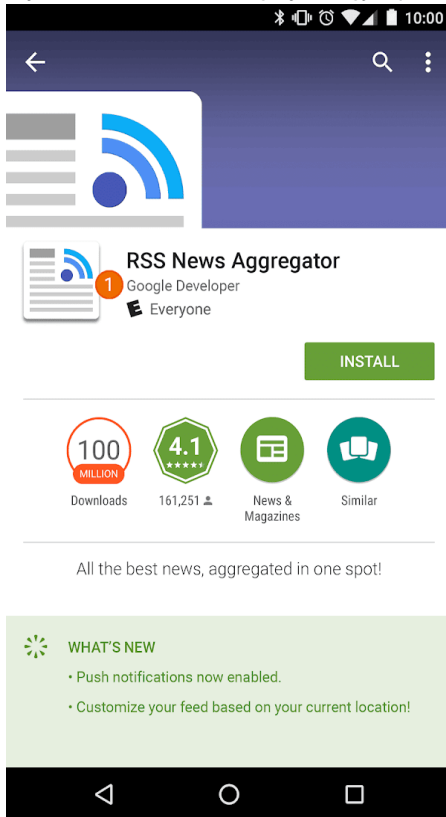 10:00
RSS News Aggregator
1
Google Developer
E Everyone
INSTALL
100
MILLION
4.1
Downloads
161,251
News &
Magazines
Similar
All the best news, aggregated in one spot!
WHAT'S NEW
• Push notifications now enabled.
• Customize your feed based on your current location!